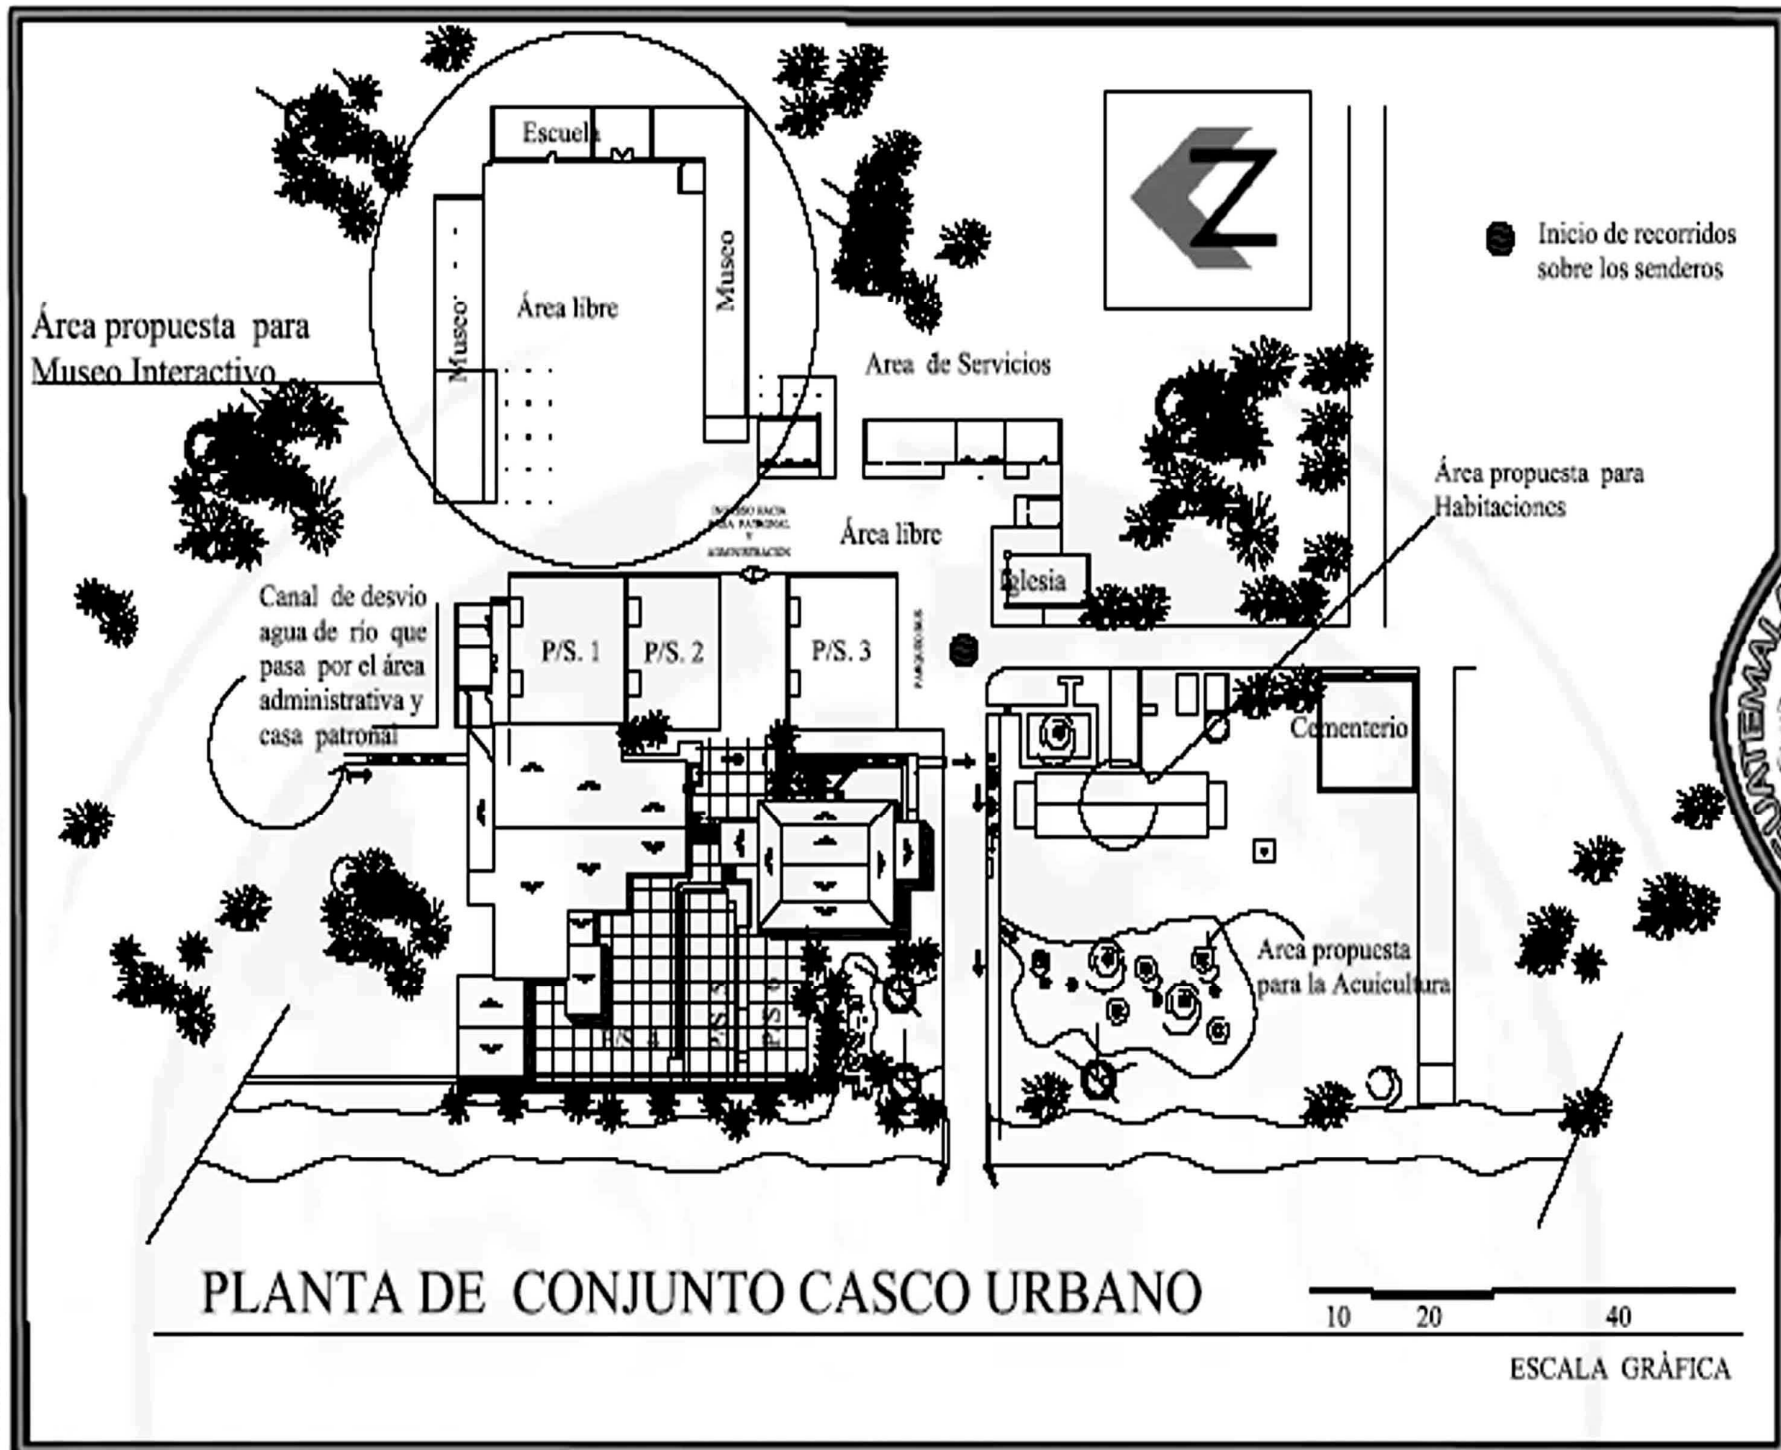 Escuela
Museo
Museo
Área libre
Área propuesta para
Museo Interactivo
Z
Inicio de recorridos
sobre los senderos
Area de Servicios
Área propuesta para
Habitaciones
Área libre
Iglesia
Canal de desvio
agua de río que
pasa por el área
administrativa y
casa patronal
P/S. 1
P/S. 2
P/S. 3
Cementerio
Area propuesta
para la Acuicultura
P/S. 5
P/S. 6
PLANTA DE CONJUNTO CASCO URBANO
10 20 40
ESCALA GRÁFICA